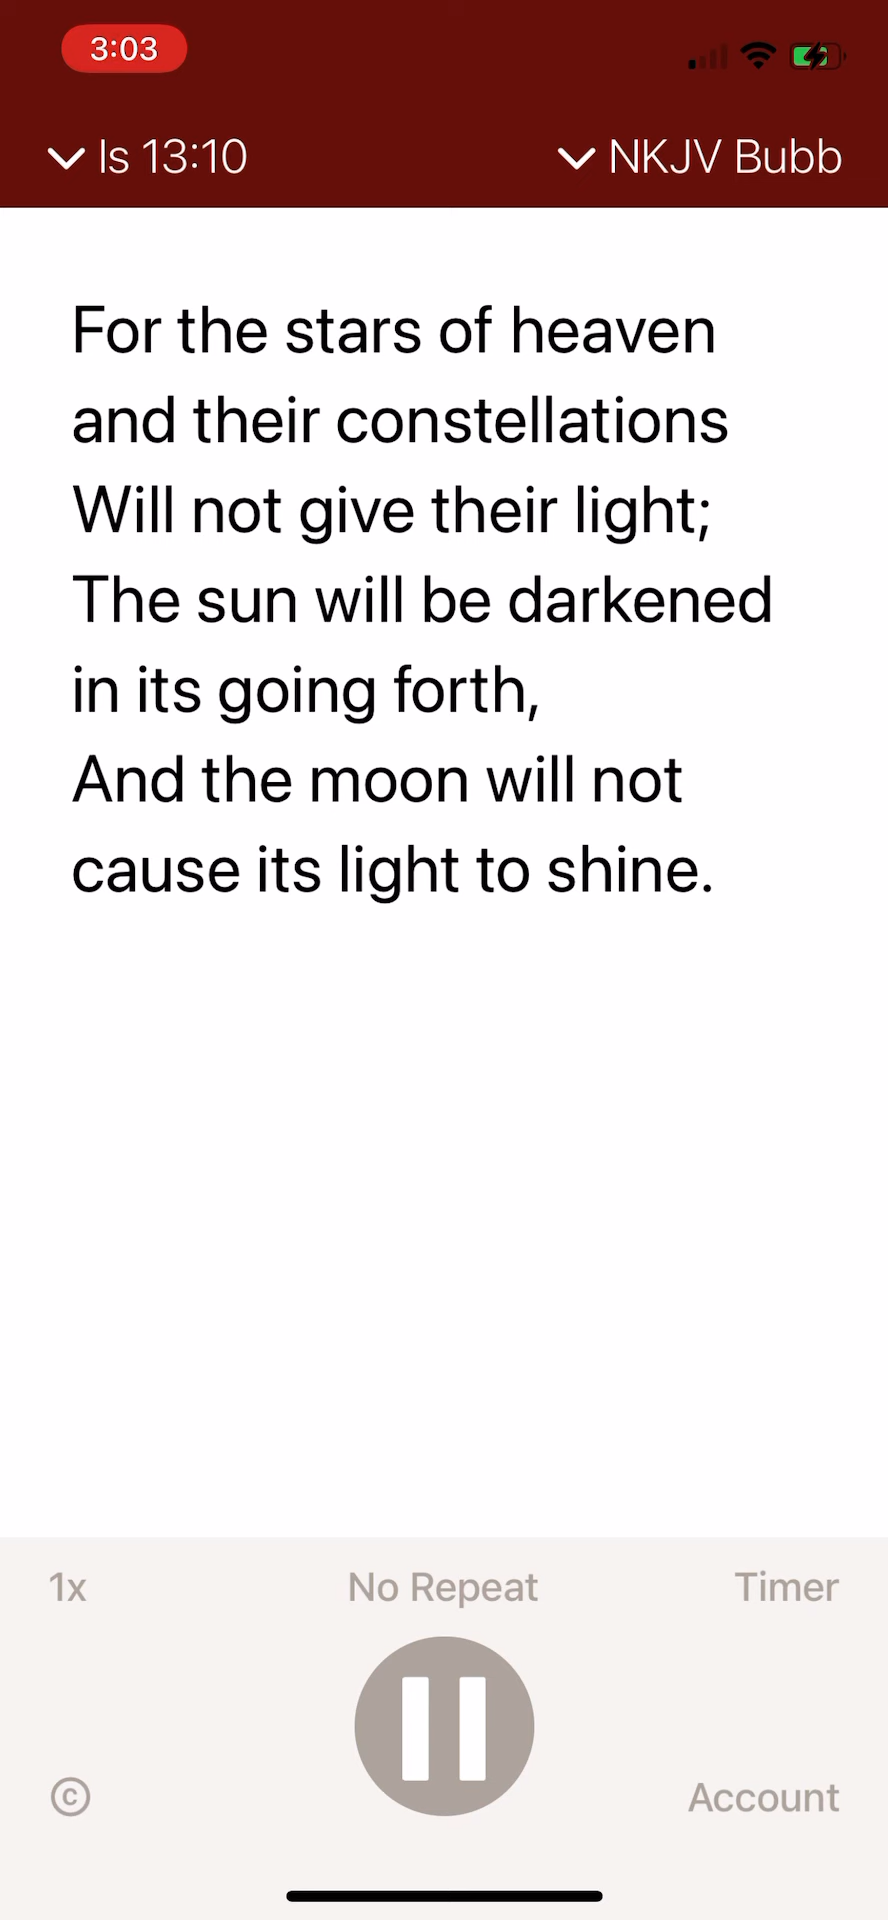 3:03
Is 13:10
NKJV Bubb
For the stars of heaven
and their constellations
Will not give their light;
The sun will be darkened
in its going forth,
And the moon will not
cause its light to shine.
1x
No Repeat
Timer
©
Account